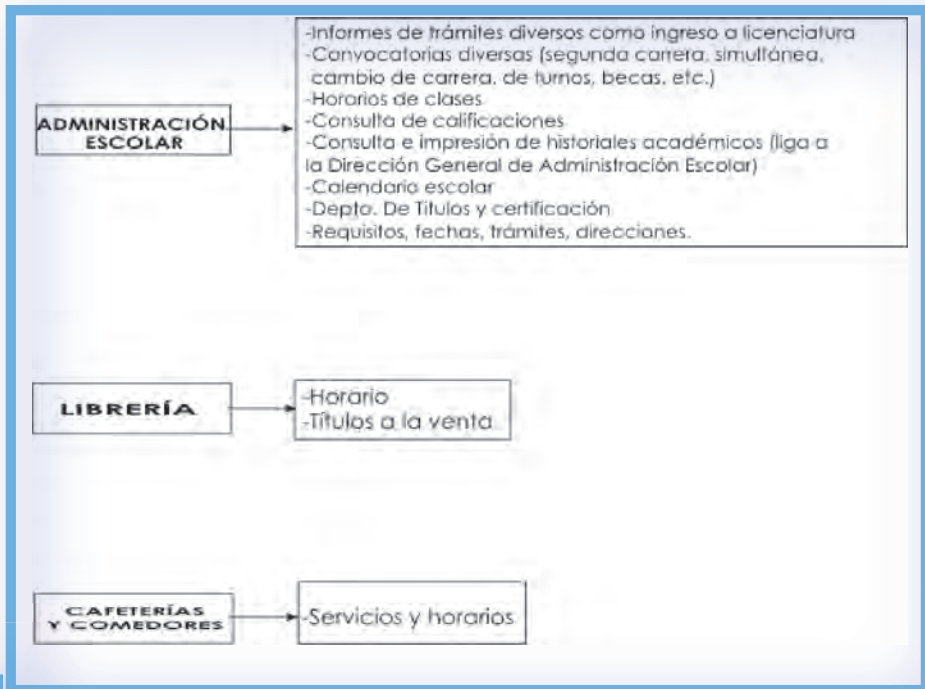 -Informes de trámites diversos como ingreso a licenciatura
-Convocatorias diversas (segunda carrera, simultánea,
cambio de carrera, de turnos, becas, etc.)
-Horarios de clases
ADMINISTRACIÓN
ESCOLAR
-Consulta de calificaciones
-Consulta e impresión de historiales académicos (liga a
la Dirección General de Administración Escolar)
-Calendario escolar
-Depto. De Titulos y certificación
-Requisitos, fechas, trámites, direcciones.
LIBRERÍA
-Horario
-Títulos a la venta
CAFETERÍAS
Y COMEDORES
-Servicios y horarios